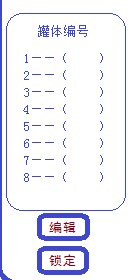 罐体编号
1——（　　）
2——（　　）
3——（　　）
4——（　　）
5——（　　）
6——（　　）
7——（　　）
8——（　　）
编辑
锁定